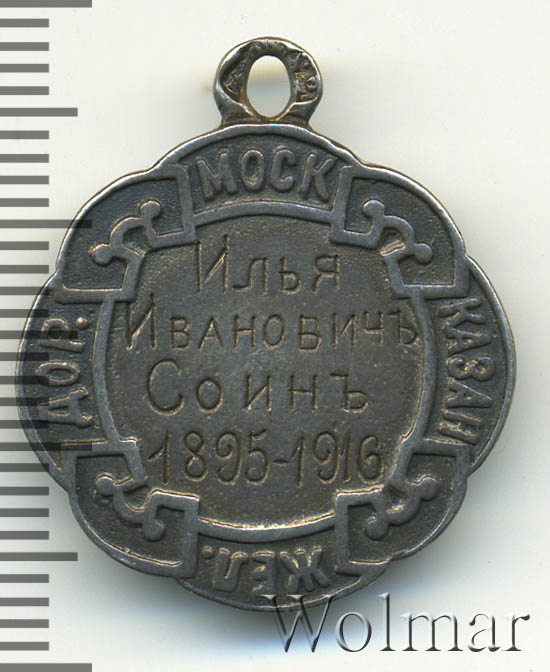 МОСК
КАЗАН
ЖЕЛ.
ДОР.
Илья
Ивановичъ
Соинъ
1895-1916
Wolmar